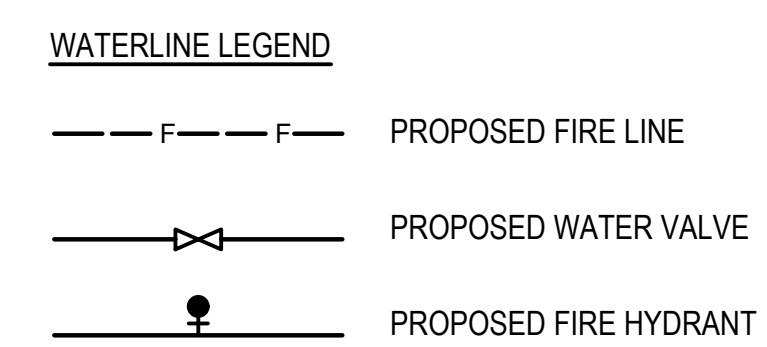 WATERLINE LEGEND
F F PROPOSED FIRE LINE
PROPOSED WATER VALVE
PROPOSED FIRE HYDRANT